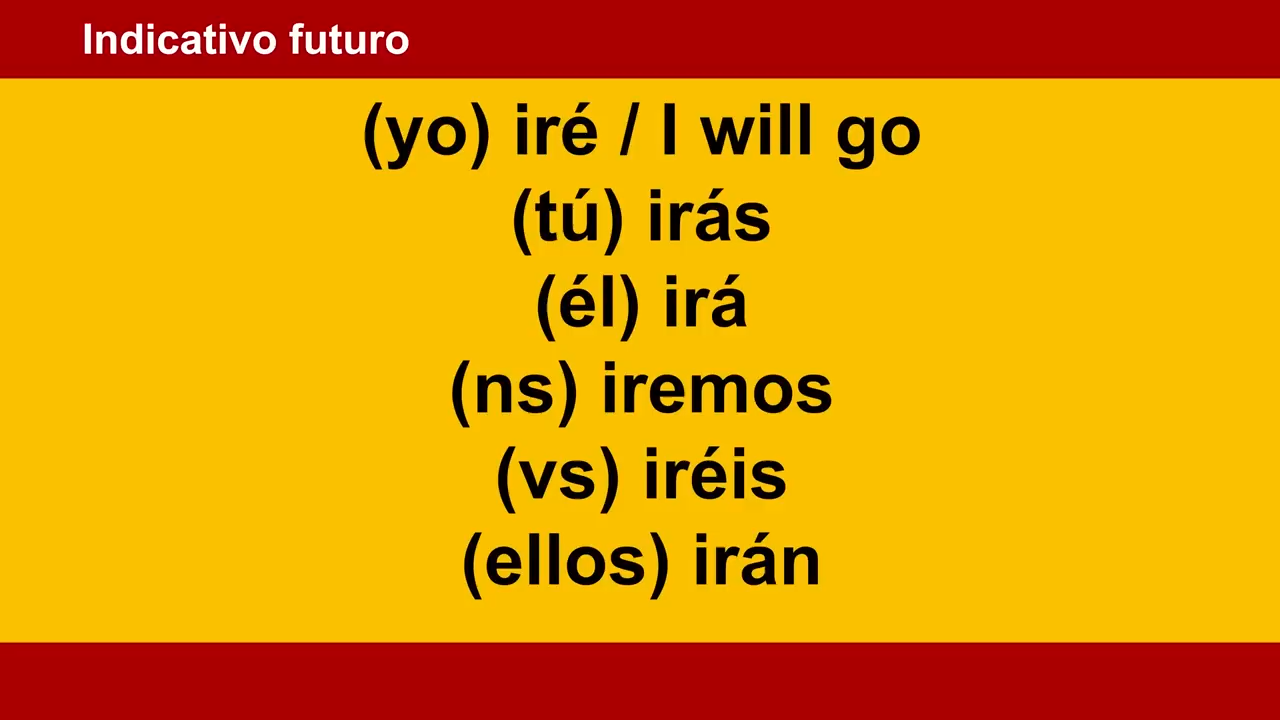 Indicativo futuro
(yo) iré / I will go
(tú) irás
(él) irá
(ns) iremos
(vs) iréis
(ellos) irán